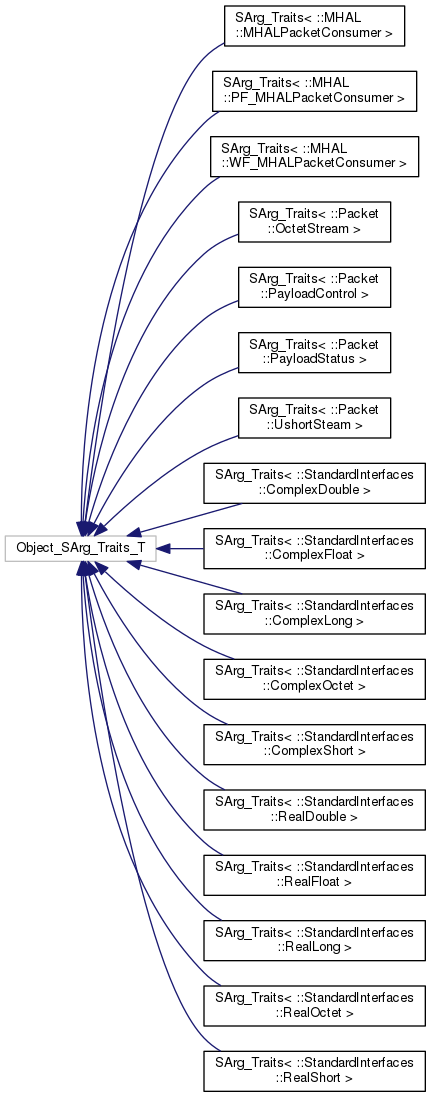 SArg_Traits< ::MHAL
::MHALPacketConsumer >
SArg_Traits< ::MHAL
::PF_MHALPacketConsumer >
SArg_Traits< ::MHAL
::WF_MHALPacketConsumer >
SArg_Traits< ::Packet
::OctetStream >
SArg_Traits< ::Packet
::PayloadControl >
SArg_Traits< ::Packet
::PayloadStatus >
SArg_Traits< ::Packet
::UshortSteam >
SArg_Traits< ::StandardInterfaces
::ComplexDouble >
Object_SArg_Traits_T
SArg_Traits< ::StandardInterfaces
::ComplexFloat >
SArg_Traits< ::StandardInterfaces
::ComplexLong >
SArg_Traits< ::StandardInterfaces
::ComplexOctet >
SArg_Traits< ::StandardInterfaces
::ComplexShort >
SArg_Traits< ::StandardInterfaces
::RealDouble >
SArg_Traits< ::StandardInterfaces
::RealFloat >
SArg_Traits< ::StandardInterfaces
::RealLong >
SArg_Traits< ::StandardInterfaces
::RealOctet >
SArg_Traits< ::StandardInterfaces
::RealShort >